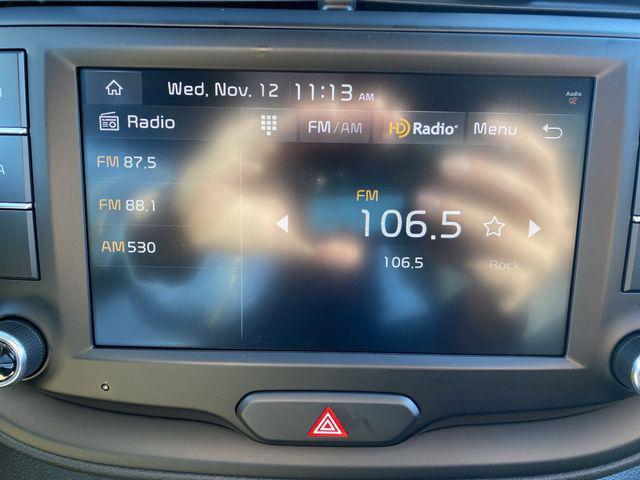 Wed, Nov. 12 11:13 AM Audio
Radio FM/AM HD Radio® Menu
FM 87.5
FM 88.1
AM 530
FM
106.5
106.5
Rock
A